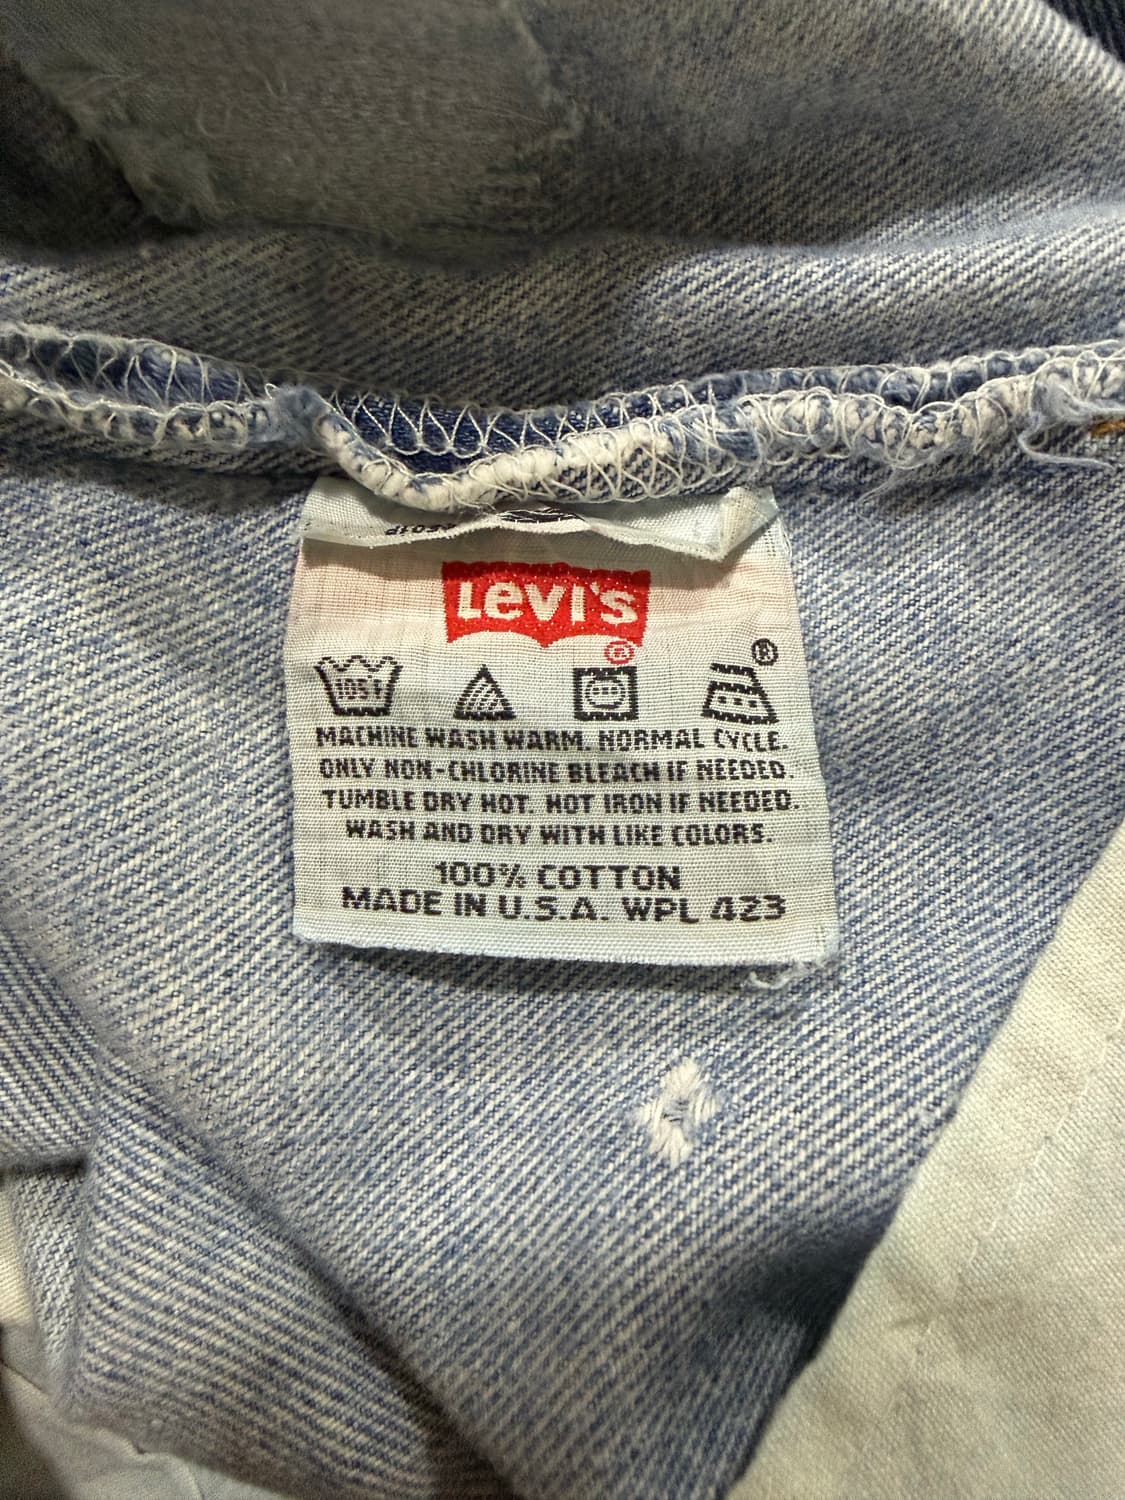 Levi's
®
®
105°F
MACHINE WASH WARM. NORMAL CYCLE.
ONLY NON-CHLORINE BLEACH IF NEEDED.
TUMBLE DRY HOT. HOT IRON IF NEEDED.
WASH AND DRY WITH LIKE COLORS.
100% COTTON
MADE IN U.S.A. WPL 423